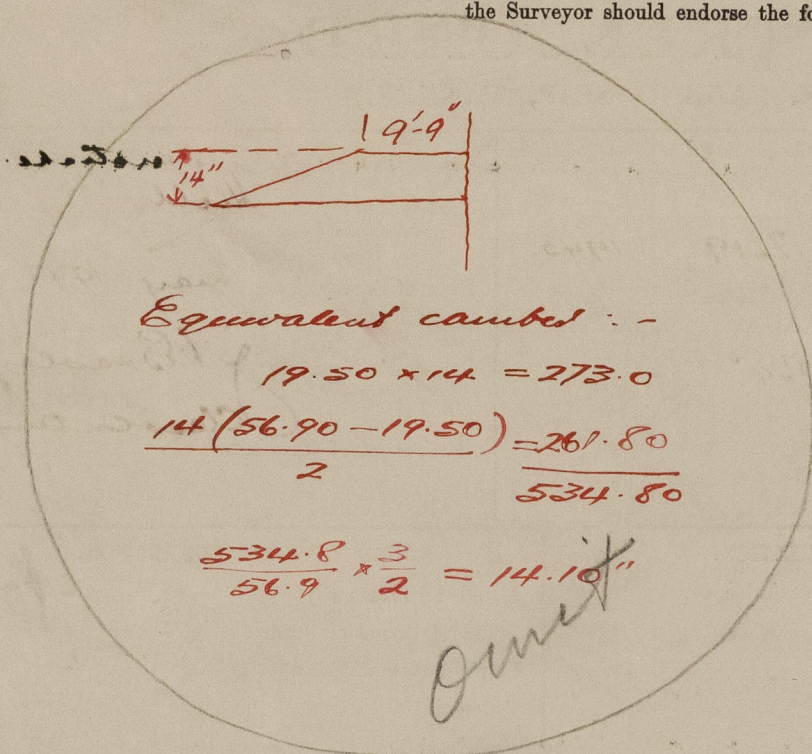 the Surveyor should endorse the fo
9'-9"
14"
Equivalent camber :-
19.50 × 14 = 273.0
14 (56.90 - 19.50) = 261.80
2
534.80
534.8 × 3 = 14.10"
56.9 2
omit